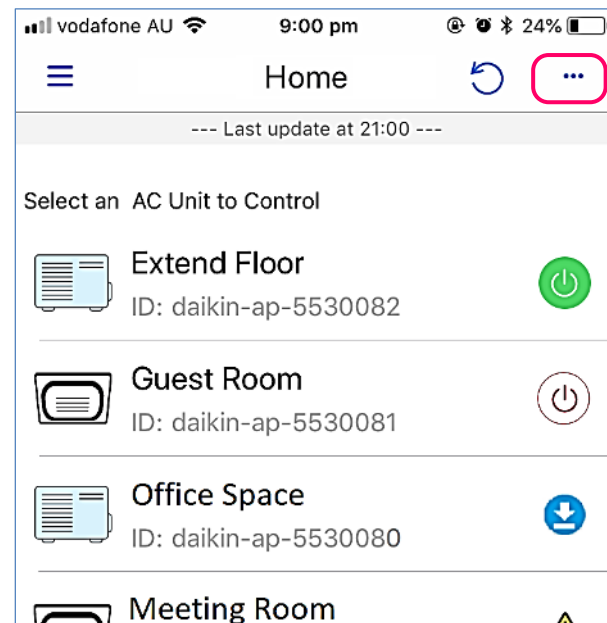 vodafone AU 9:00 pm 24%
Home
--- Last update at 21:00 ---
Select an AC Unit to Control
Extend Floor
ID: daikin-ap-5530082
Guest Room
ID: daikin-ap-5530081
Office Space
ID: daikin-ap-5530080
Meeting Room